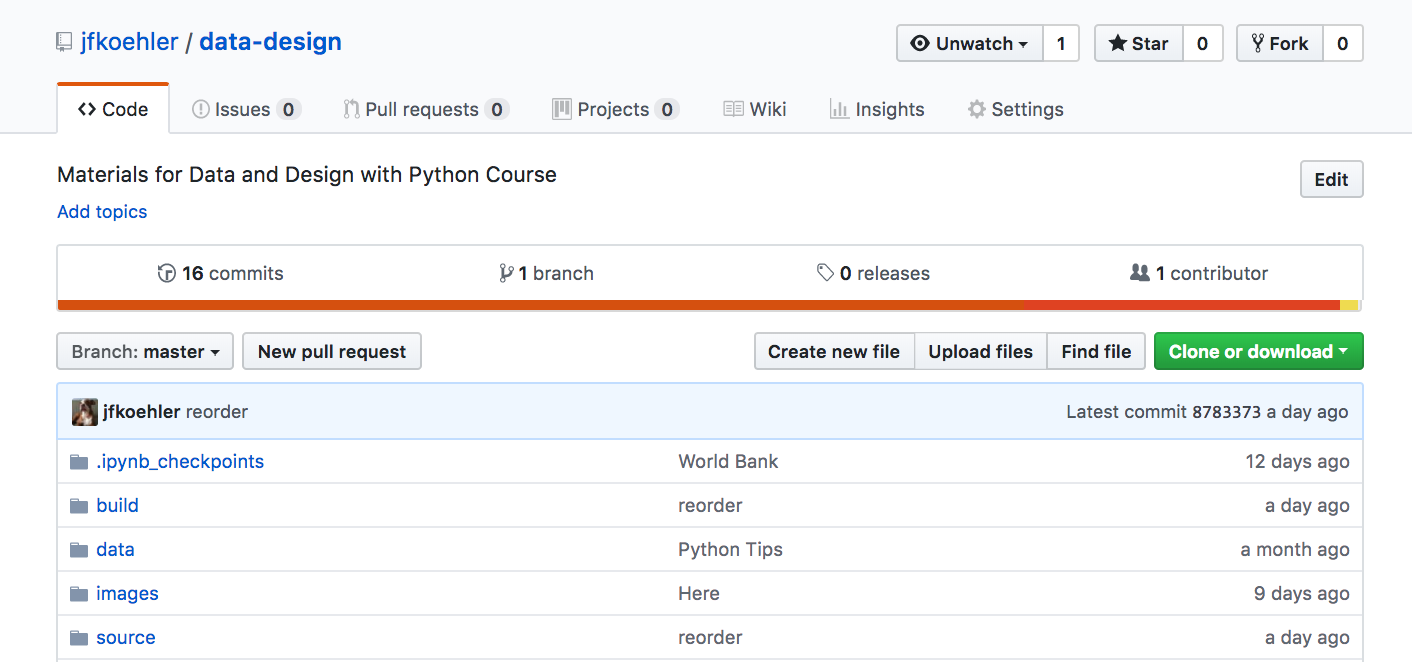 jfkoehler / data-design Unwatch 1 Star 0 Fork 0
Code Issues 0 Pull requests 0 Projects 0 Wiki Insights Settings
Materials for Data and Design with Python Course Edit
Add topics
16 commits 1 branch 0 releases 1 contributor
Branch: master New pull request Create new file Upload files Find file Clone or download
jfkoehler reorder Latest commit 8783373 a day ago
.ipynb_checkpoints World Bank 12 days ago
build reorder a day ago
data Python Tips a month ago
images Here 9 days ago
source reorder a day ago